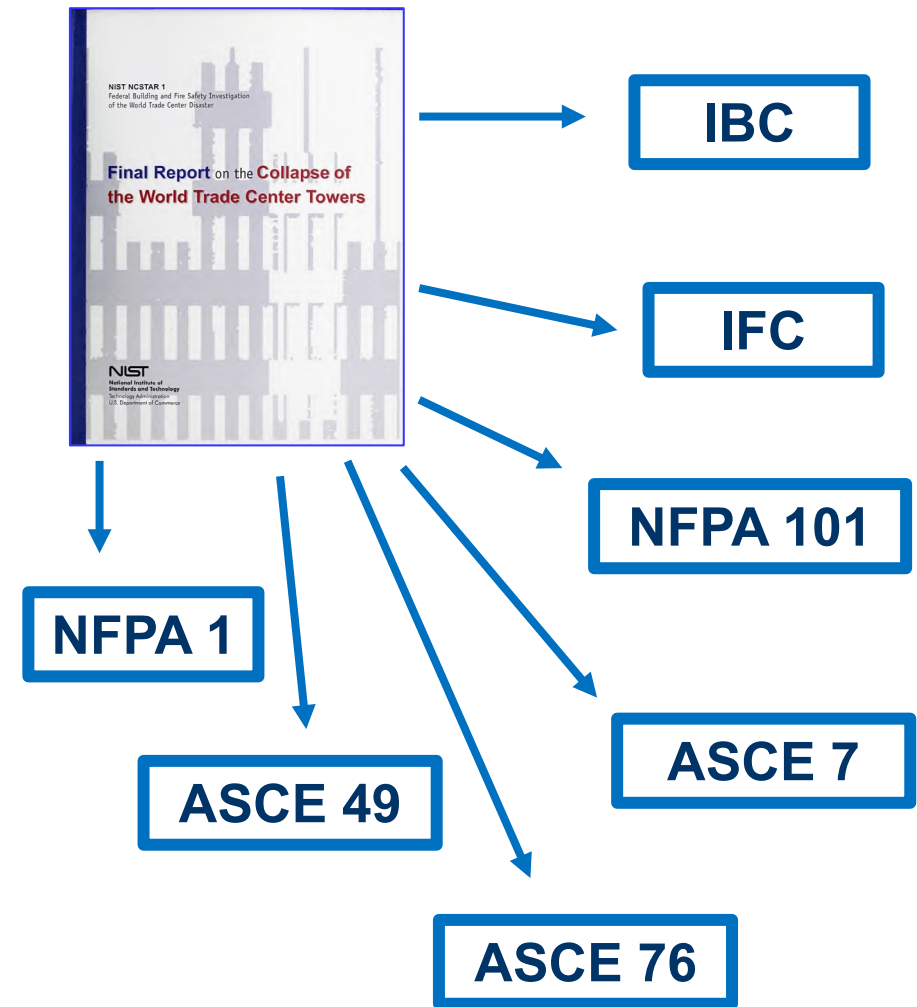 NIST NCSTAR 1
Federal Building and Fire Safety Investigation
of the World Trade Center Disaster
Final Report on the Collapse of
the World Trade Center Towers
NIST
National Institute of
Standards and Technology
Technology Administration
U.S. Department of Commerce
IBC
IFC
NFPA 101
NFPA 1
ASCE 7
ASCE 49
ASCE 76